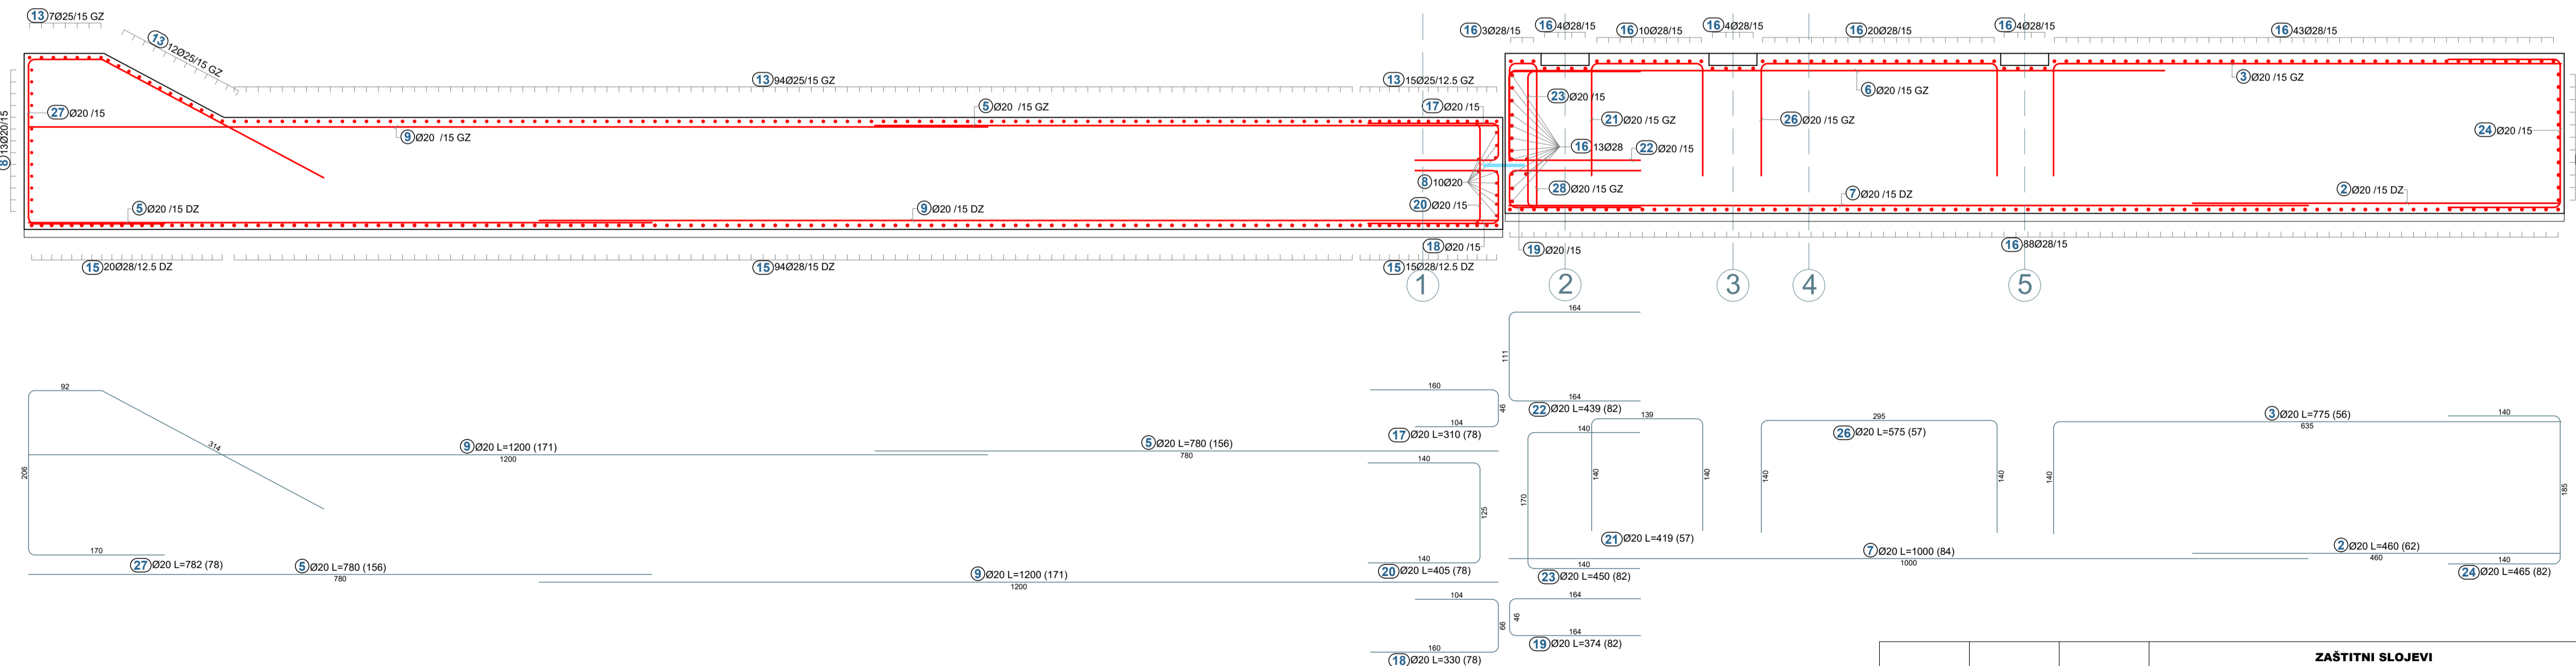 13 7Ø25/15 GZ
13 12Ø25/15 GZ
13 94Ø25/15 GZ
13 15Ø25/12.5 GZ
16 3Ø28/15
16 4Ø28/15
16 10Ø28/15
16 4Ø28/15
16 20Ø28/15
16 4Ø28/15
16 43Ø28/15
8 13Ø20/15
27 Ø20 /15
9 Ø20 /15 GZ
5 Ø20 /15 GZ
17 Ø20 /15
23 Ø20 /15
21 Ø20 /15 GZ
16 13Ø28
22 Ø20 /15
26 Ø20 /15 GZ
6 Ø20 /15 GZ
3 Ø20 /15 GZ
24 Ø20 /15
8 10Ø20
28 Ø20 /15 GZ
20 Ø20 /15
5 Ø20 /15 DZ
9 Ø20 /15 DZ
7 Ø20 /15 DZ
2 Ø20 /15 DZ
18 Ø20 /15
19 Ø20 /15
16 88Ø28/15
15 20Ø28/12.5 DZ
15 94Ø28/15 DZ
15 15Ø28/12.5 DZ
1
2
3
4
5
164
111
164
22 Ø20 L=439 (82)
92
314
206
170
27 Ø20 L=782 (78)
9 Ø20 L=1200 (171)
1200
5 Ø20 L=780 (156)
780
160
46
104
17 Ø20 L=310 (78)
140
125
140
20 Ø20 L=405 (78)
140
170
140
23 Ø20 L=450 (82)
139
140
140
21 Ø20 L=419 (57)
295
26 Ø20 L=575 (57)
140
140
3 Ø20 L=775 (56)
635
140
140
185
140
24 Ø20 L=465 (82)
7 Ø20 L=1000 (84)
1000
2 Ø20 L=460 (62)
460
5 Ø20 L=780 (156)
780
9 Ø20 L=1200 (171)
1200
104
66
160
18 Ø20 L=330 (78)
164
46
164
19 Ø20 L=374 (82)
ZAŠTITNI SLOJEVI